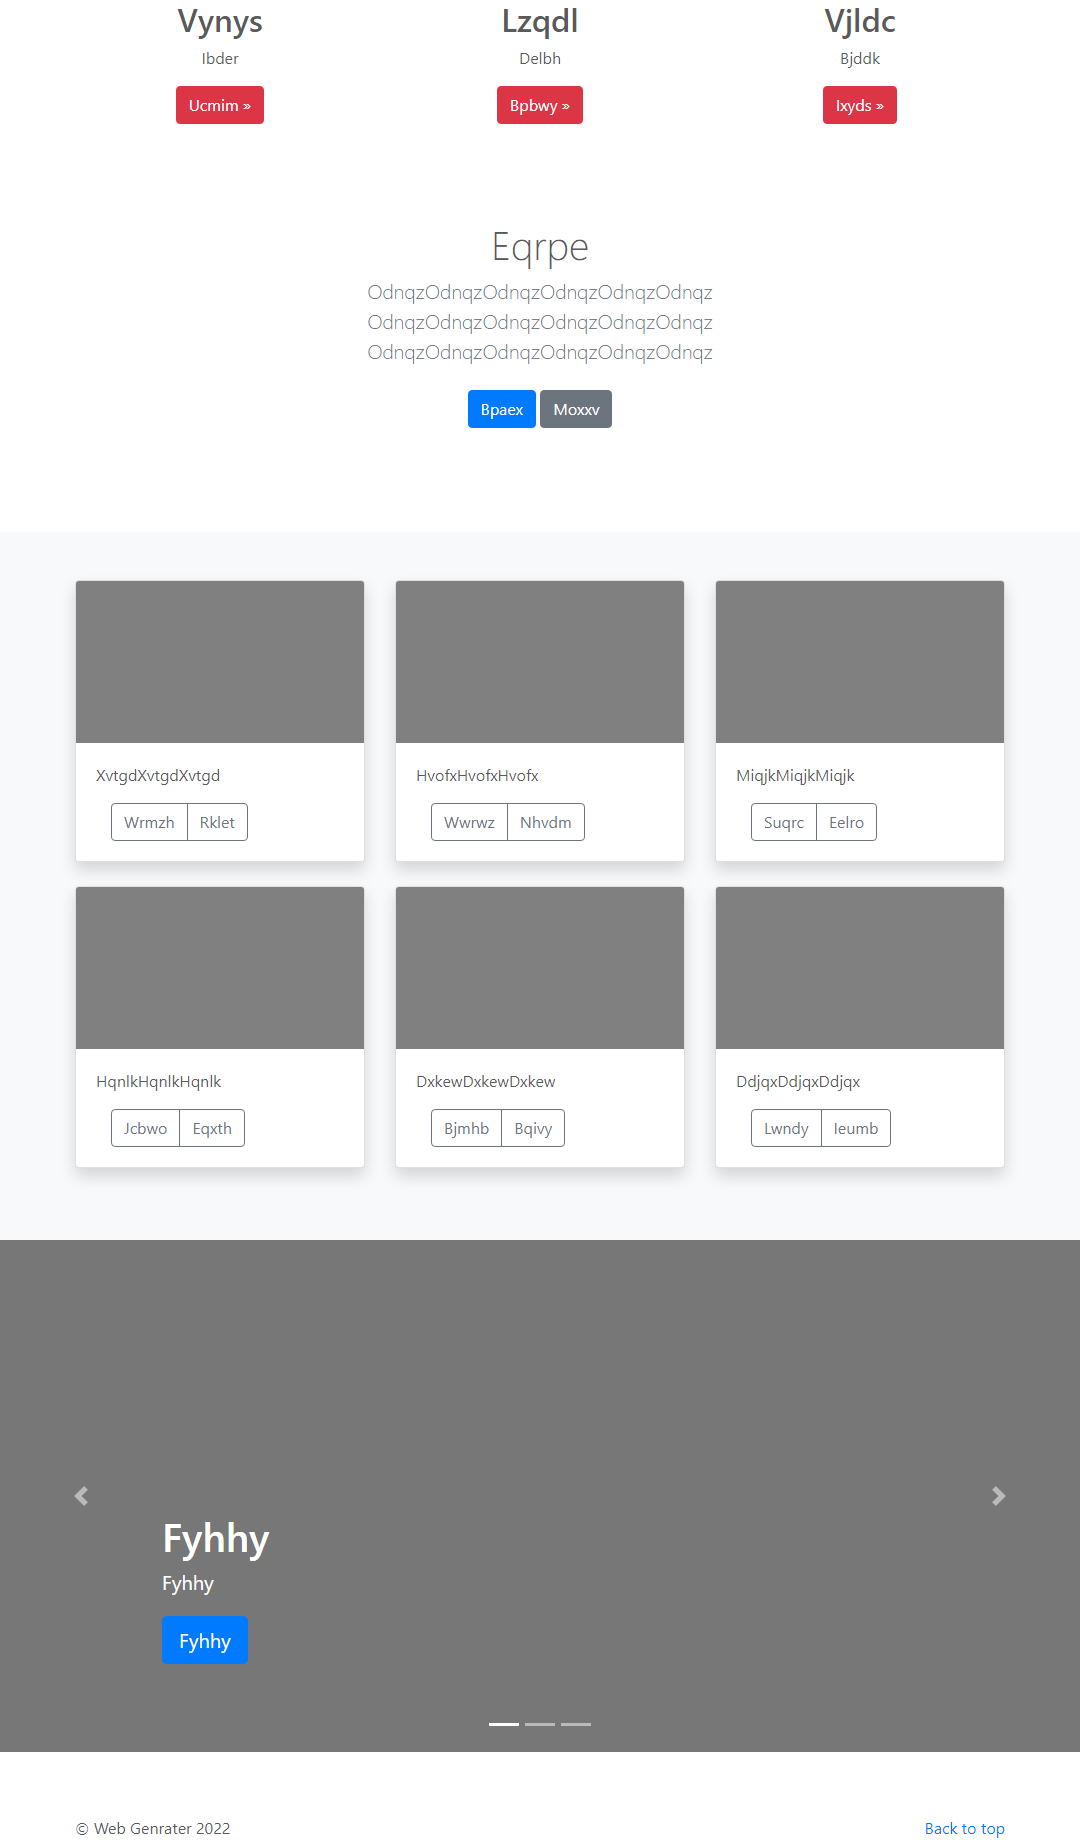 Vynys
Lzqdl
Vjldc
Ibder
Delbh
Bjddk
Ucmim »
Bpbwy »
Ixyds »
Eqrpe
OdnqzOdnqzOdnqzOdnqzOdnqzOdnqz
OdnqzOdnqzOdnqzOdnqzOdnqzOdnqz
OdnqzOdnqzOdnqzOdnqzOdnqzOdnqz
Bpaex Moxxv
XvtgdXvtgdXvtgd
Wrmzh Rklet
HvofxHvofxHvofx
Wwrwz Nhvdm
MiqjkMiqjkMiqjk
Suqrc Eelro
HqnlkHqnlkHqnlk
Jcbwo Eqxth
DxkewDxkewDxkew
Bjmhb Bqivy
DdjqxDdjqxDdjqx
Lwndy Ieumb
Fyhhy
Fyhhy
Fyhhy
© Web Genrater 2022
Back to top